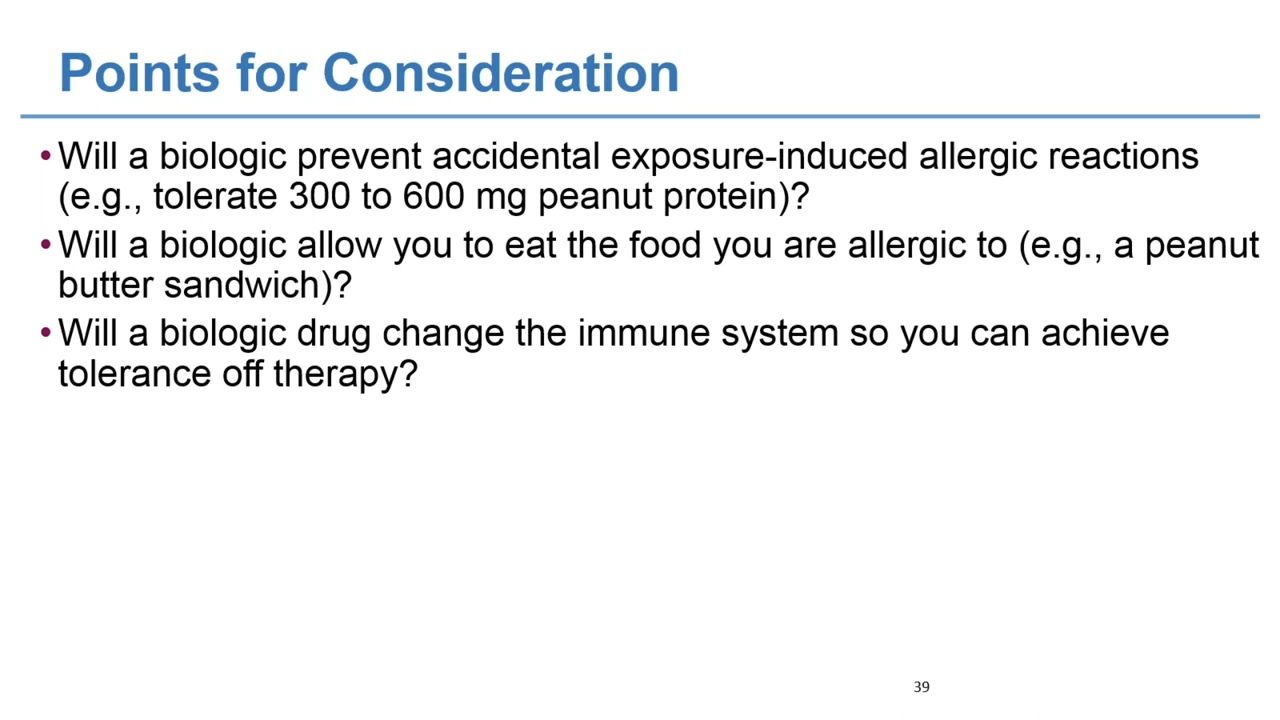 Points for Consideration
•Will a biologic prevent accidental exposure-induced allergic reactions
(e.g., tolerate 300 to 600 mg peanut protein)?
•Will a biologic allow you to eat the food you are allergic to (e.g., a peanut
butter sandwich)?
•Will a biologic drug change the immune system so you can achieve
tolerance off therapy?
39